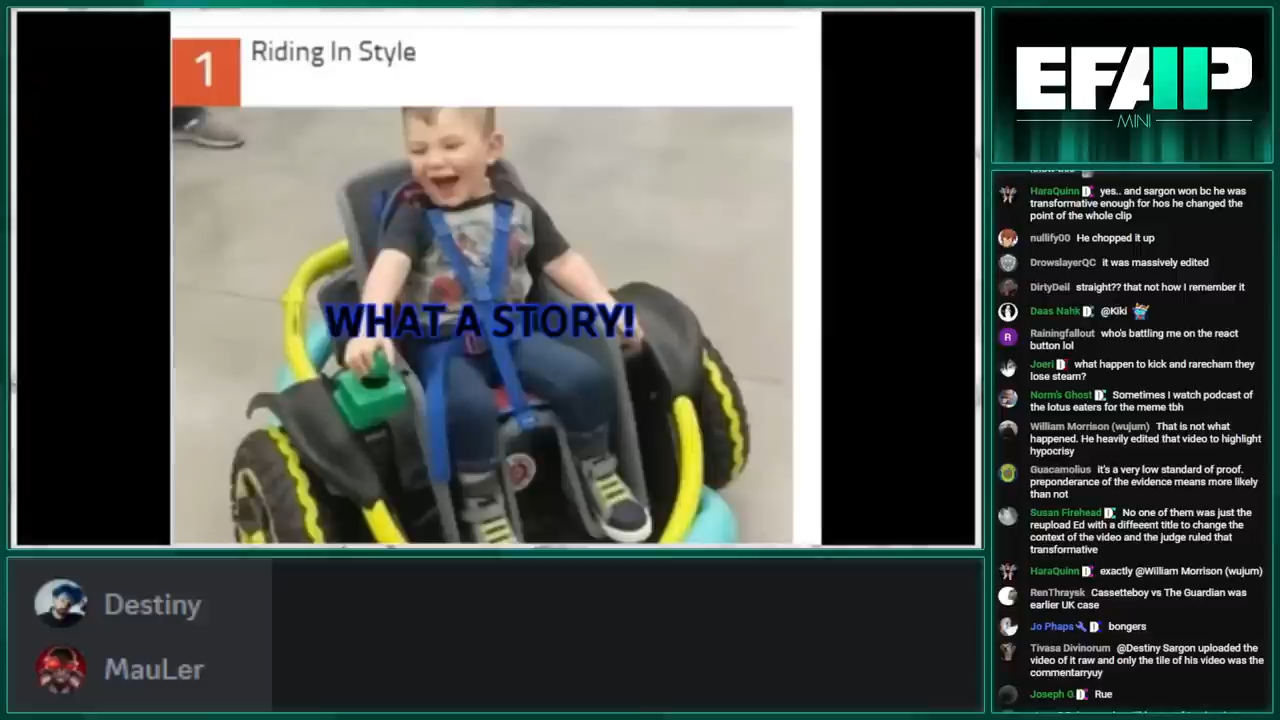 1
Riding In Style
WHAT A STORY!
Destiny
MauLer
EFAP
MINI
HaraQuinn yes.. and sargon won bc he was
transformative enough for hos he changed the
point of the whole clip
nullify00 He chopped it up
DrowslayerQC it was massively edited
DirtyDeil straight?? that not how I remember it
Daas Nahk @Kiki
Rainingfallout who's battling me on the react
button lol
Joeri what happen to kick and rarecham they
lose steam?
Norm's Ghost Sometimes I watch podcast of
the lotus eaters for the meme tbh
William Morrison (wujum) That is not what
happened. He heavily edited that video to highlight
hypocrisy
Guacamolius it's a very low standard of proof.
preponderance of the evidence means more likely
than not
Susan Firehead No one of them was just the
reupload Ed with a diffeeent title to change the
context of the video and the judge ruled that
transformative
HaraQuinn exactly @William Morrison (wujum)
RenThraysk Cassetteboy vs The Guardian was
earlier UK case
Jo Phaps bongers
Tivasa Divinorum @Destiny Sargon uploaded the
video of it raw and only the tile of his video was the
commentarryuy
Joseph G Rue